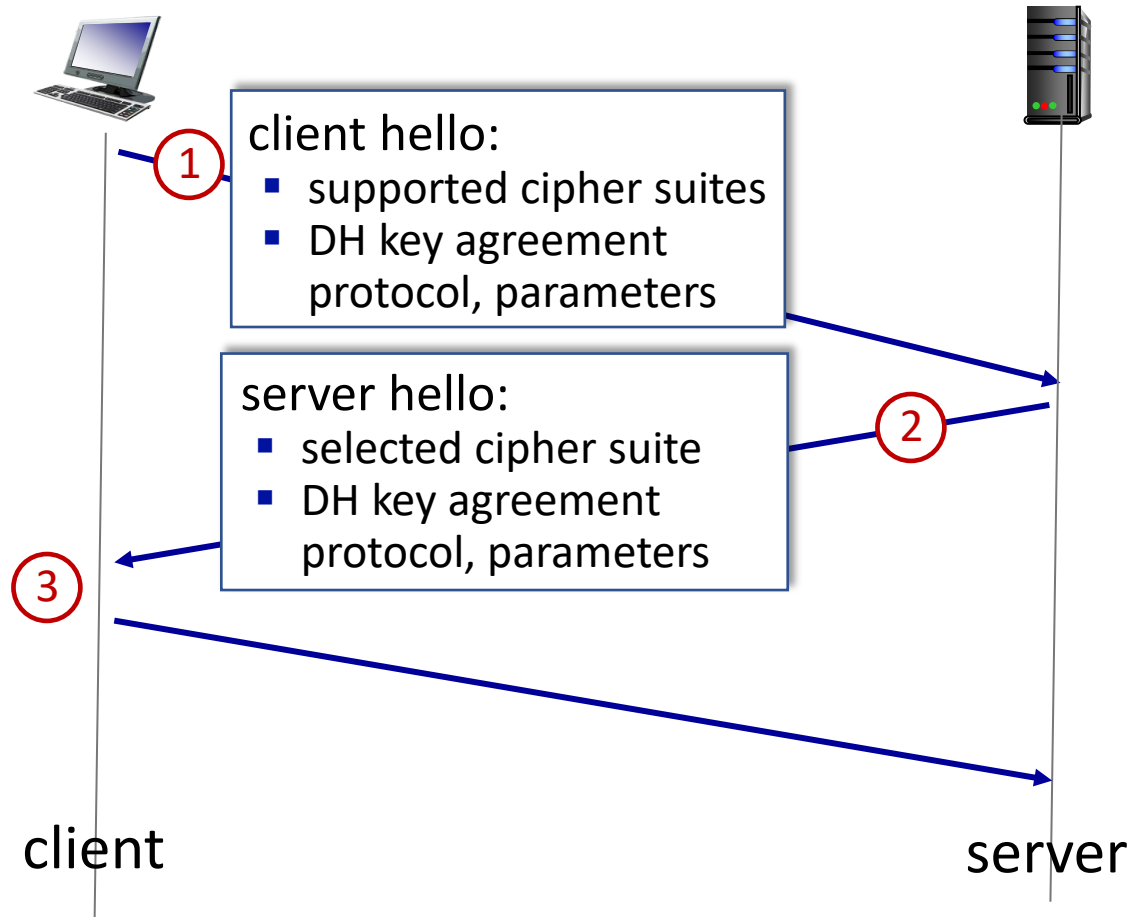 1
client hello:
▪ supported cipher suites
▪ DH key agreement
protocol, parameters
server hello:
▪ selected cipher suite
▪ DH key agreement
protocol, parameters
2
3
client
server